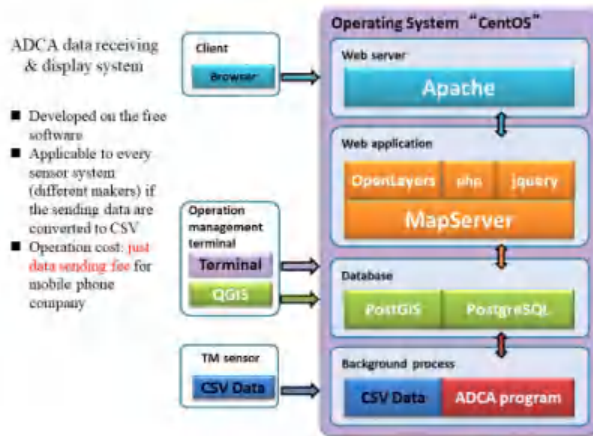 ADCA data receiving
& display system
■ Developed on the free
software
■ Applicable to every
sensor system
(different makers) if
the sending data are
converted to CSV
■ Operation cost: just
data sending fee for
mobile phone
company
Client
Browser
Operation
management
terminal
Terminal
QGIS
TM sensor
CSV Data
Operating System "CentOS"
Web server
Apache
Web application
OpenLayers php jquery
MapServer
Database
PostGIS PostgreSQL
Background process
CSV Data ADCA program